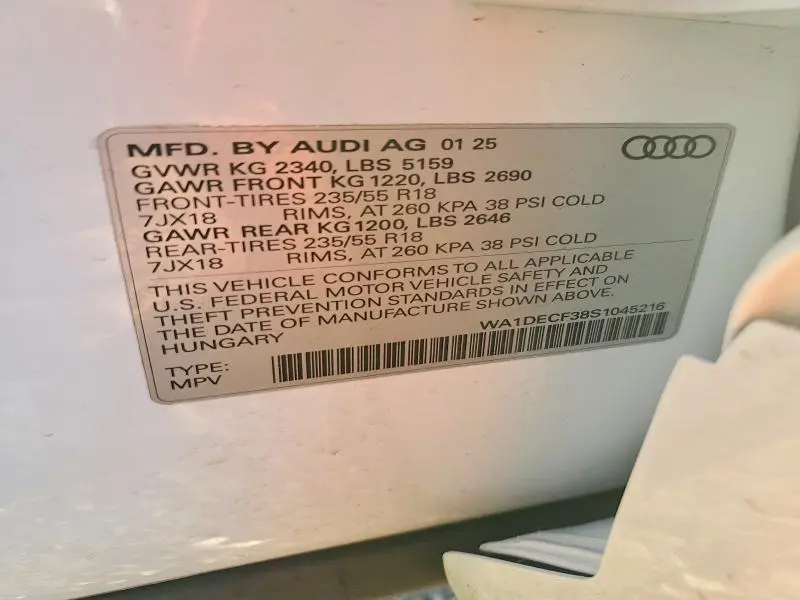 MFD. BY AUDI AG 01 25
GVWR KG 2340, LBS 5159
GAWR FRONT KG 1220, LBS 2690
FRONT-TIRES 235/55 R18
7JX18 RIMS, AT 260 KPA 38 PSI COLD
GAWR REAR KG 1200, LBS 2646
REAR-TIRES 235/55 R18
7JX18 RIMS, AT 260 KPA 38 PSI COLD
THIS VEHICLE CONFORMS TO ALL APPLICABLE
U.S. FEDERAL MOTOR VEHICLE SAFETY AND
THEFT PREVENTION STANDARDS IN EFFECT ON
THE DATE OF MANUFACTURE SHOWN ABOVE.
HUNGARY WA1DECF38S1045216
TYPE:
MPV